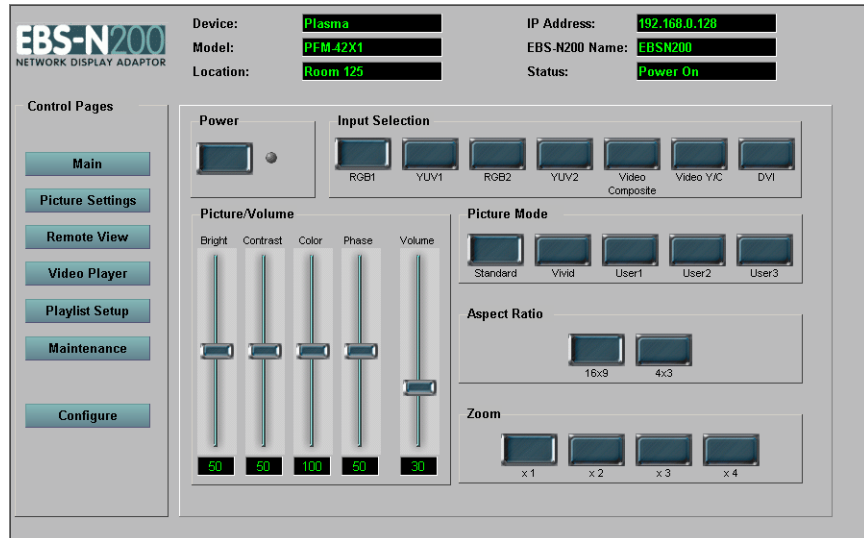 EBS-N200
NETWORK DISPLAY ADAPTOR
Device: Plasma
Model: PFM-42X1
Location: Room 125
IP Address: 192.168.0.128
EBS-N200 Name: EBSN200
Status: Power On
Control Pages
Main
Picture Settings
Remote View
Video Player
Playlist Setup
Maintenance
Configure
Power
Input Selection
RGB1 YUV1 RGB2 YUV2 Video Composite Video Y/C DVI
Picture/Volume
Bright Contrast Color Phase Volume
50 50 100 50 30
Picture Mode
Standard Vivid User1 User2 User3
Aspect Ratio
16x9 4x3
Zoom
x 1 x 2 x 3 x 4